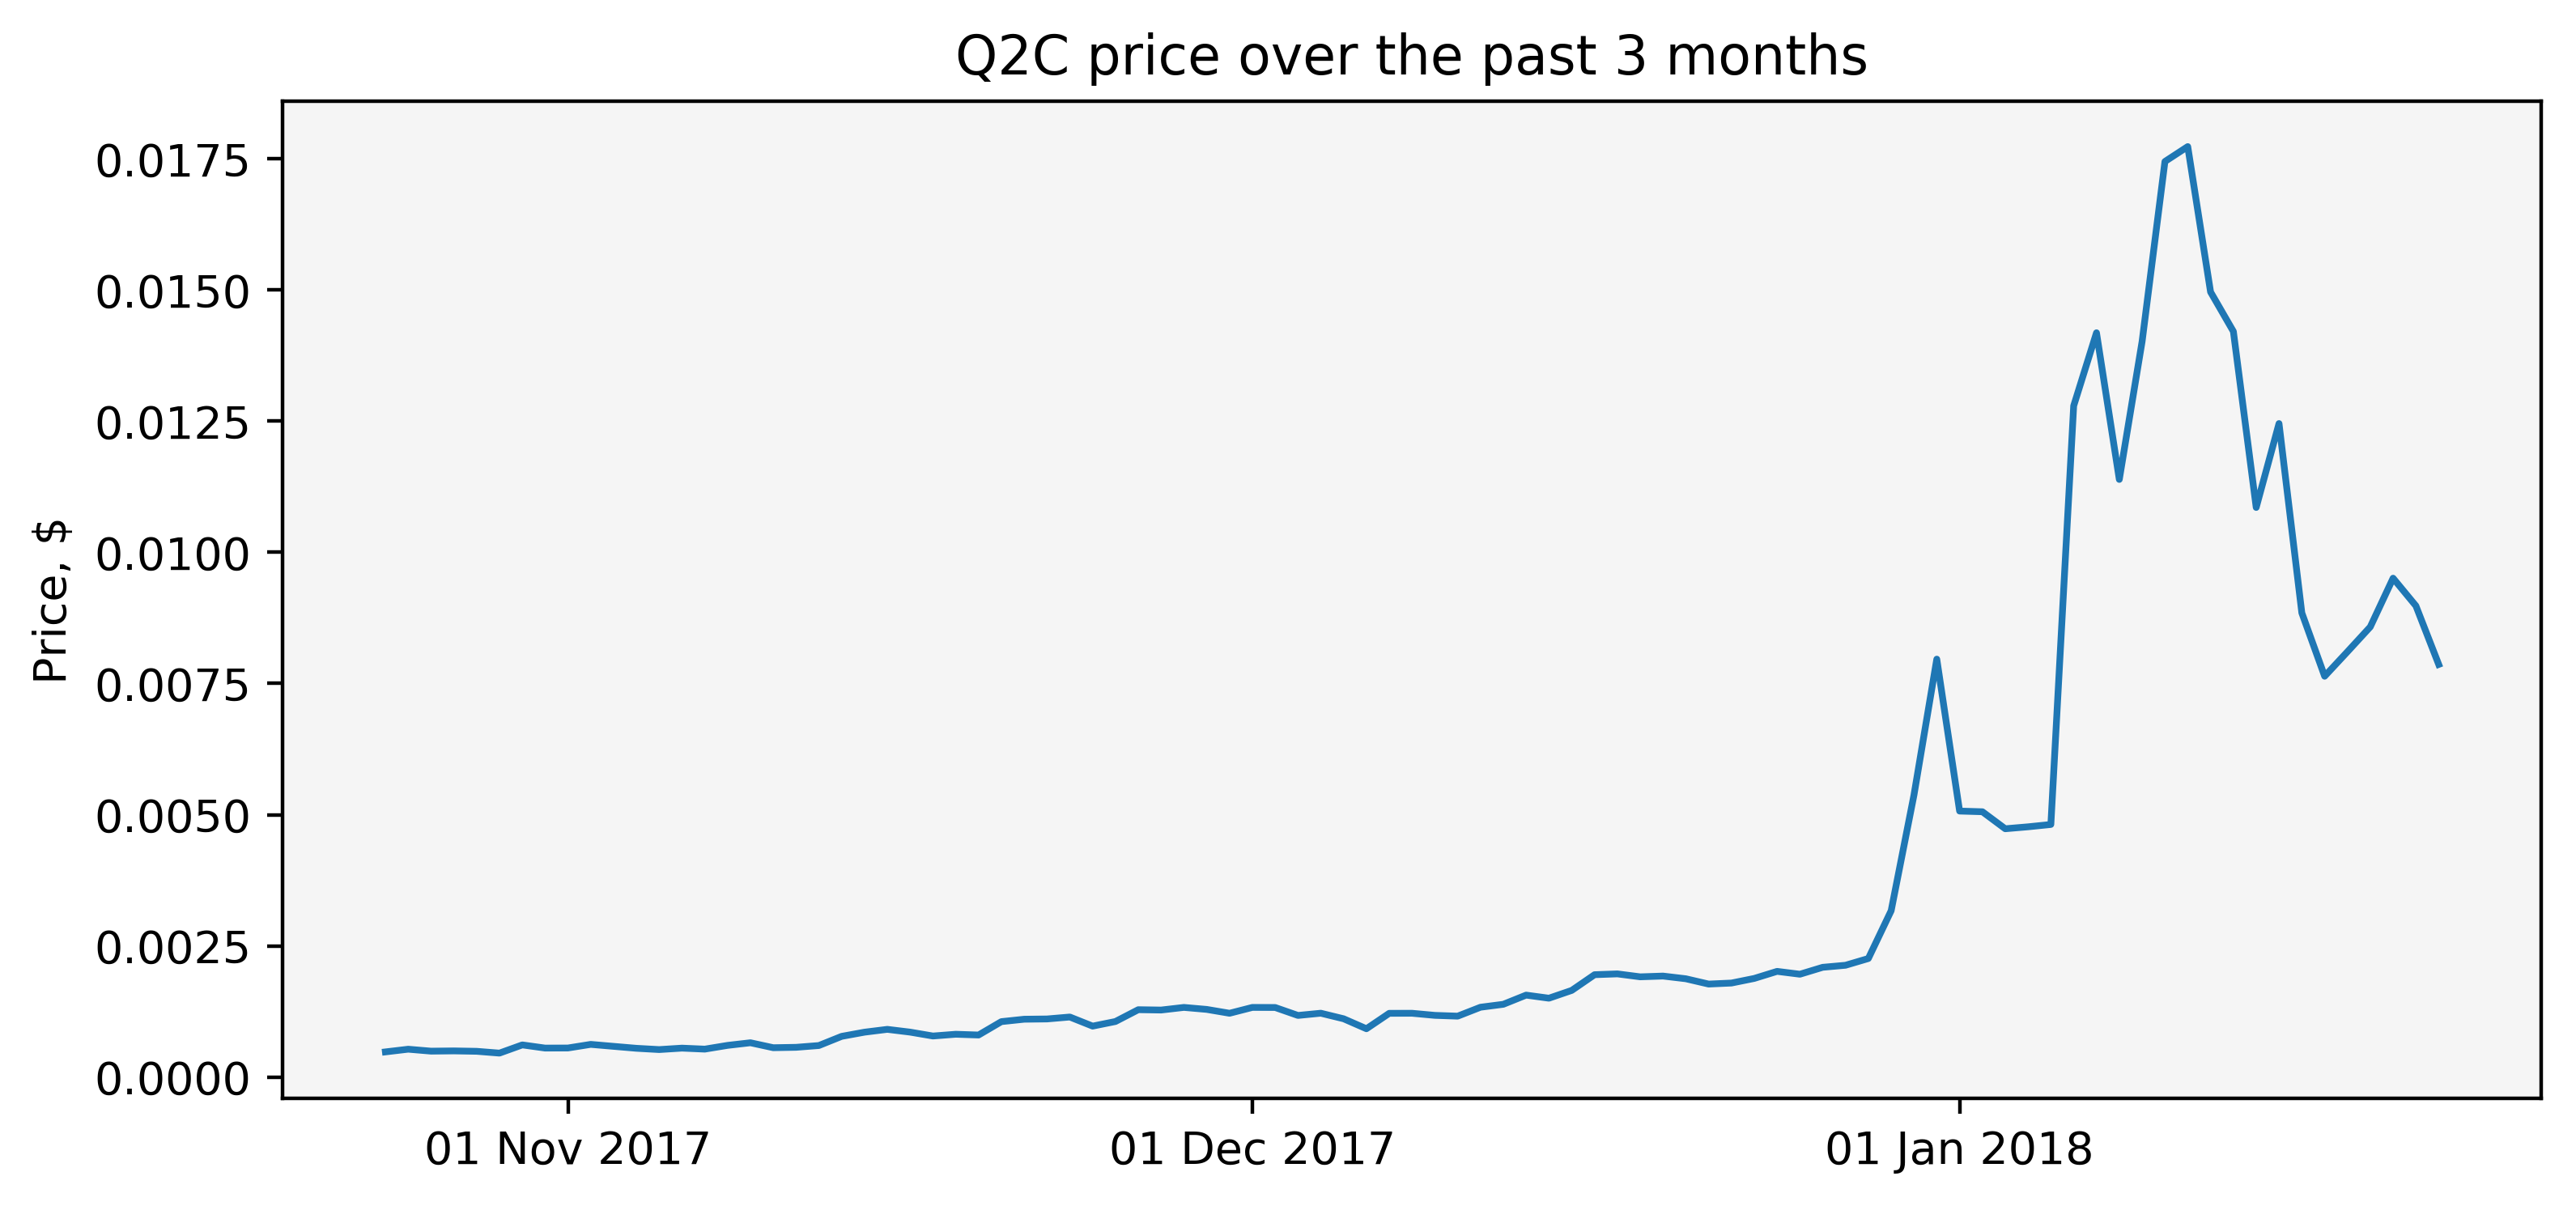 Q2C price over the past 3 months
Price, $
0.0175
0.0150
0.0125
0.0100
0.0075
0.0050
0.0025
0.0000
01 Nov 2017
01 Dec 2017
01 Jan 2018